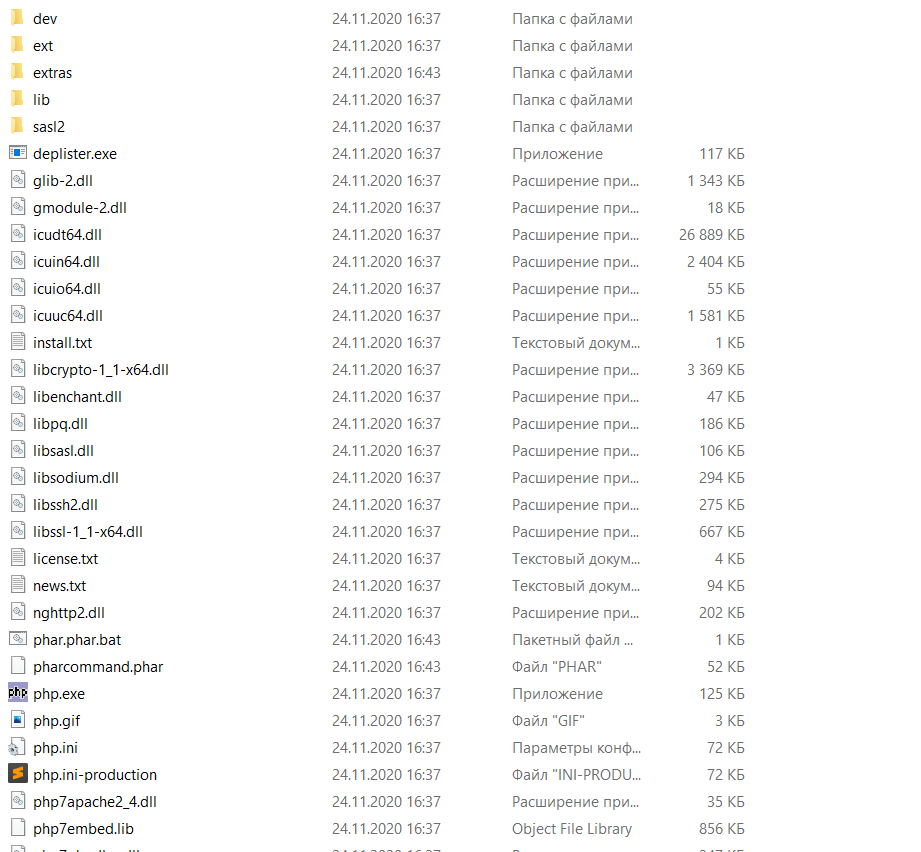 dev 24.11.2020 16:37 Папка с файлами
ext 24.11.2020 16:37 Папка с файлами
extras 24.11.2020 16:43 Папка с файлами
lib 24.11.2020 16:37 Папка с файлами
sasl2 24.11.2020 16:37 Папка с файлами
deplister.exe 24.11.2020 16:37 Приложение 117 КБ
glib-2.dll 24.11.2020 16:37 Расширение при... 1 343 КБ
gmodule-2.dll 24.11.2020 16:37 Расширение при... 18 КБ
icudt64.dll 24.11.2020 16:37 Расширение при... 26 889 КБ
icuin64.dll 24.11.2020 16:37 Расширение при... 2 404 КБ
icuio64.dll 24.11.2020 16:37 Расширение при... 55 КБ
icuuc64.dll 24.11.2020 16:37 Расширение при... 1 581 КБ
install.txt 24.11.2020 16:37 Текстовый докум... 1 КБ
libcrypto-1_1-x64.dll 24.11.2020 16:37 Расширение при... 3 369 КБ
libenchant.dll 24.11.2020 16:37 Расширение при... 47 КБ
libpq.dll 24.11.2020 16:37 Расширение при... 186 КБ
libsasl.dll 24.11.2020 16:37 Расширение при... 106 КБ
libsodium.dll 24.11.2020 16:37 Расширение при... 294 КБ
libssh2.dll 24.11.2020 16:37 Расширение при... 275 КБ
libssl-1_1-x64.dll 24.11.2020 16:37 Расширение при... 667 КБ
license.txt 24.11.2020 16:37 Текстовый докум... 4 КБ
news.txt 24.11.2020 16:37 Текстовый докум... 94 КБ
nghttp2.dll 24.11.2020 16:37 Расширение при... 202 КБ
phar.phar.bat 24.11.2020 16:43 Пакетный файл ... 1 КБ
pharcommand.phar 24.11.2020 16:43 Файл "PHAR" 52 КБ
php php.exe 24.11.2020 16:37 Приложение 125 КБ
php.gif 24.11.2020 16:37 Файл "GIF" 3 КБ
php.ini 24.11.2020 16:37 Параметры конф... 72 КБ
php.ini-production 24.11.2020 16:37 Файл "INI-PRODU... 72 КБ
php7apache2_4.dll 24.11.2020 16:37 Расширение при... 35 КБ
php7embed.lib 24.11.2020 16:37 Object File Library 856 КБ